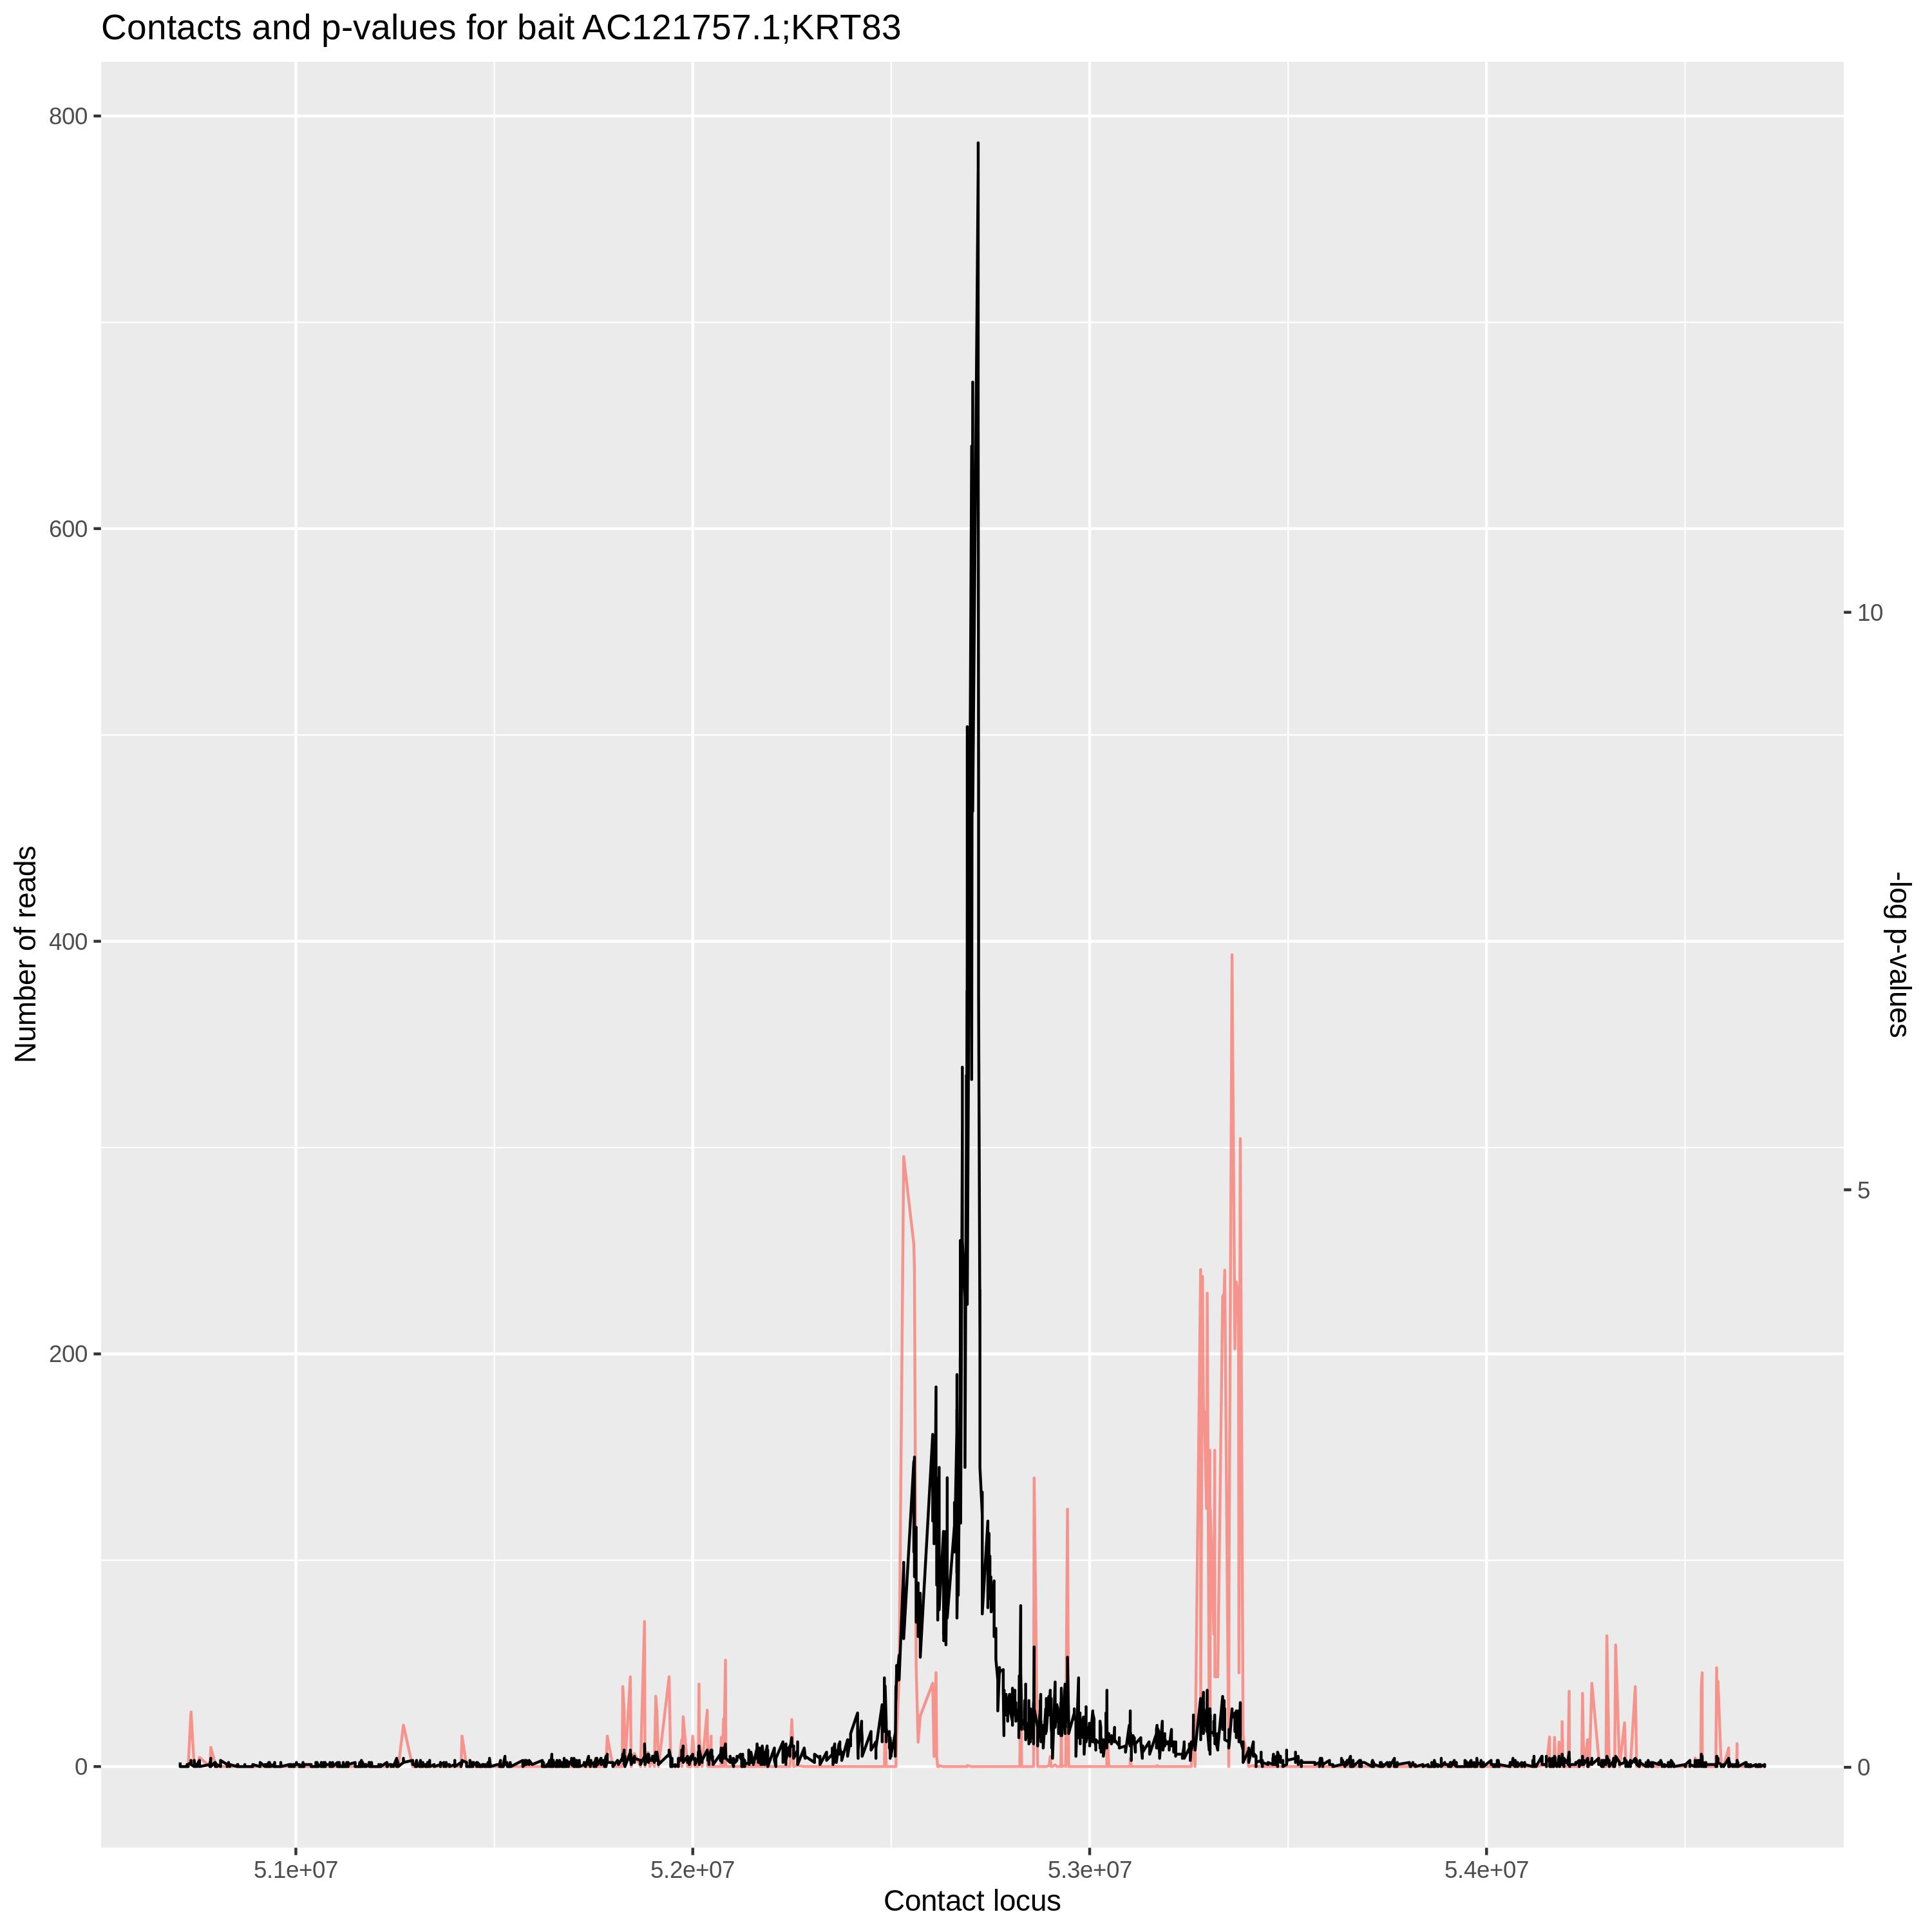 Contacts and p-values for bait AC121757.1;KRT83
800
600
400
200
0
Number of reads
10
5
0
-log p-values
5.1e+07
5.2e+07
5.3e+07
5.4e+07
Contact locus